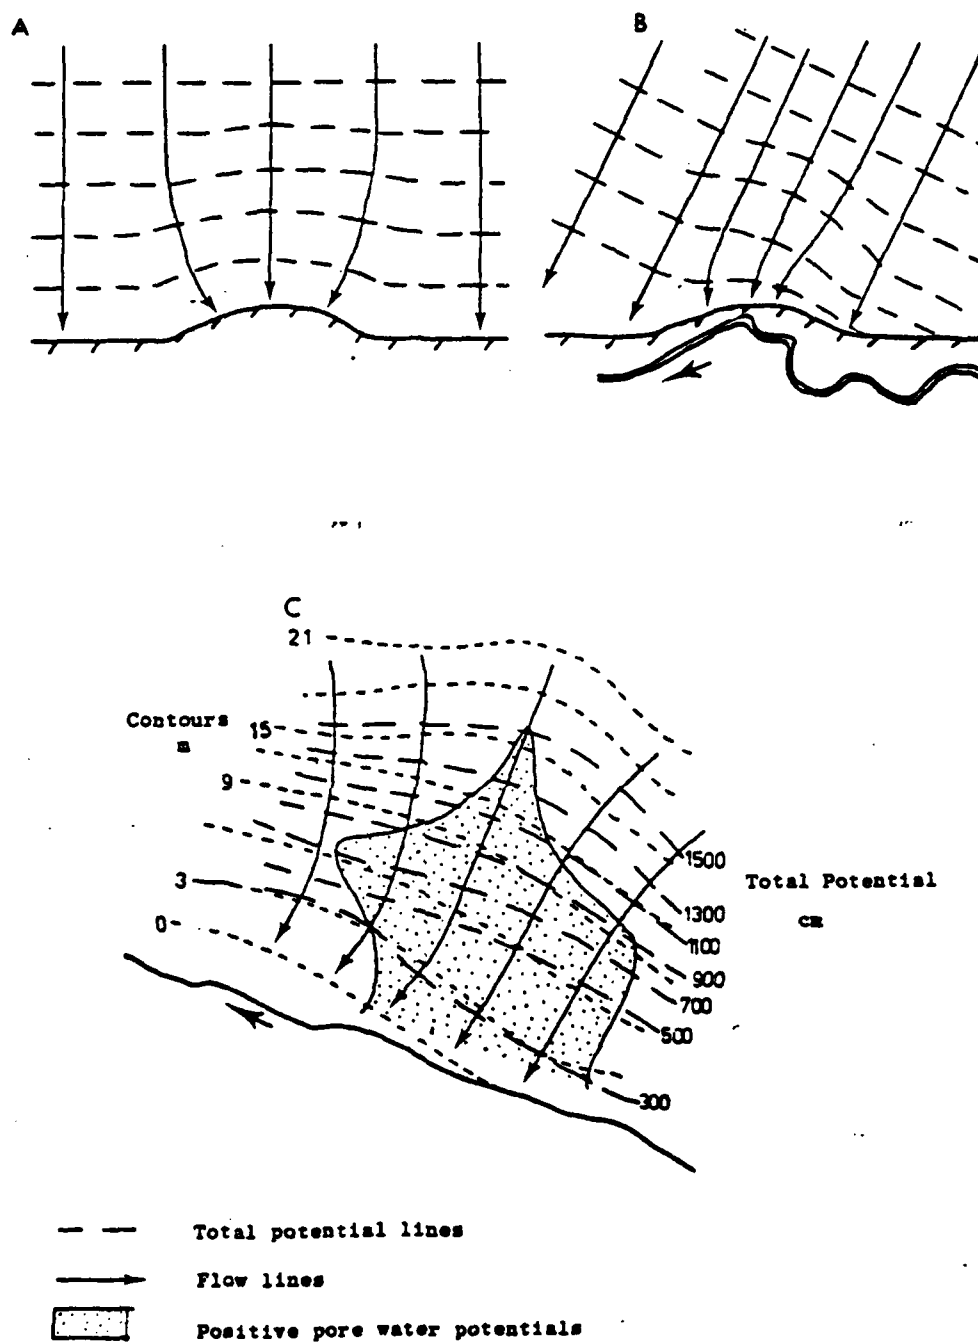 A
B
C
21
Contours
m
15
9
3
0
1500
Total Potential
1300
cm
1100
900
700
500
300
Total potential lines
Flow lines
Positive pore water potentials